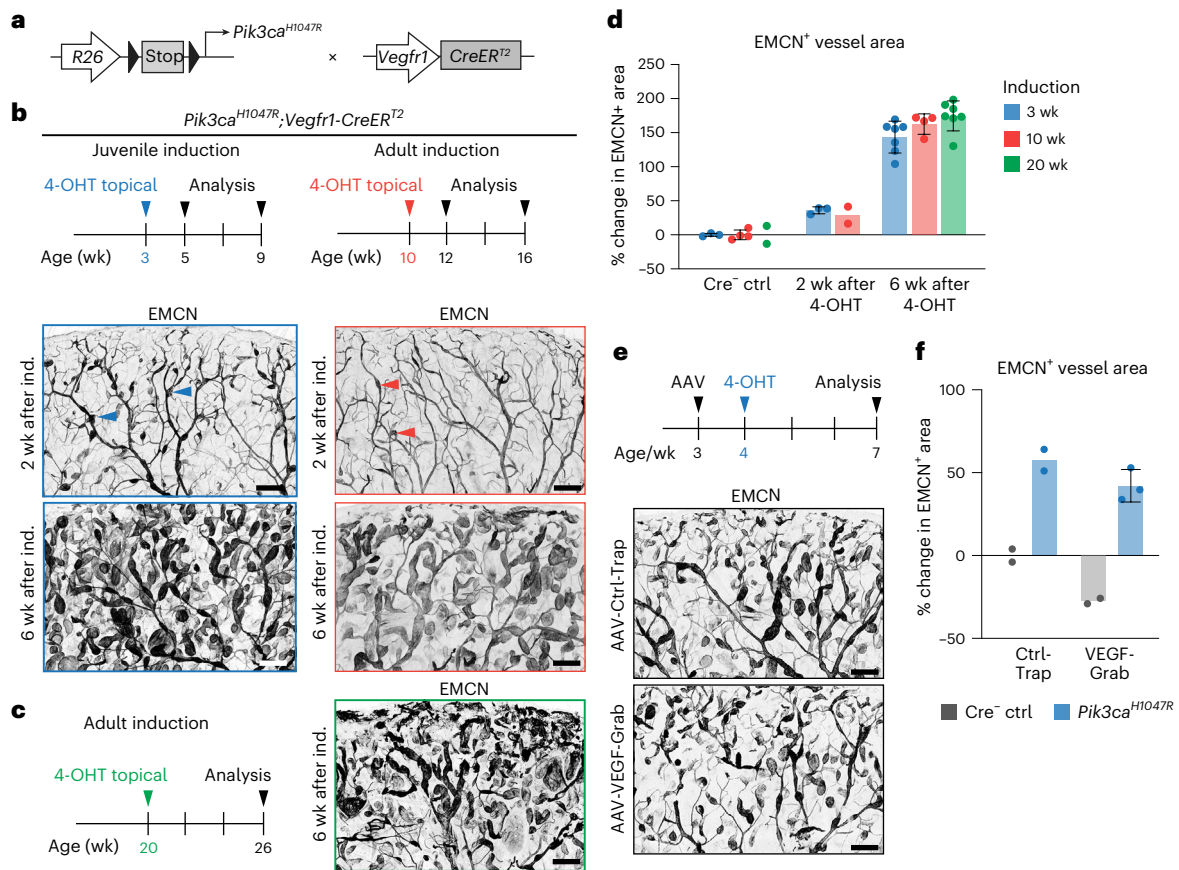 a
R26
Stop
Pik3ca^H1047R
×
Vegfr1
CreER^T2
b
Pik3ca^H1047R;Vegfr1-CreER^T2
Juvenile induction
4-OHT topical
Analysis
Age (wk)
3
5
9
Adult induction
4-OHT topical
Analysis
Age (wk)
10
12
16
EMCN
2 wk after ind.
6 wk after ind.
2 wk after ind.
6 wk after ind.
c
Adult induction
4-OHT topical
Analysis
Age (wk)
20
26
EMCN
6 wk after ind.
d
EMCN⁺ vessel area
% change in EMCN+ area
250
200
150
100
50
0
−50
Cre⁻ ctrl
2 wk after
4-OHT
6 wk after
4-OHT
Induction
3 wk
10 wk
20 wk
e
AAV
4-OHT
Analysis
Age/wk
3
4
7
EMCN
AAV-Ctrl-Trap
AAV-VEGF-Grab
f
EMCN⁺ vessel area
% change in EMCN⁺ area
100
50
0
−50
Ctrl-
Trap
VEGF-
Grab
Cre⁻ ctrl
Pik3ca^H1047R